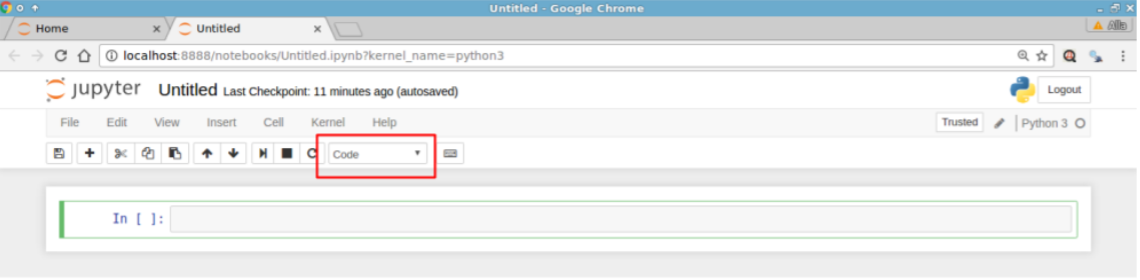 Untitled - Google Chrome
Home Untitled Alla
localhost:8888/notebooks/Untitled.ipynb?kernel_name=python3
jupyter Untitled Last Checkpoint: 11 minutes ago (autosaved) Logout
File Edit View Insert Cell Kernel Help Trusted Python 3
Code
In [ ]: